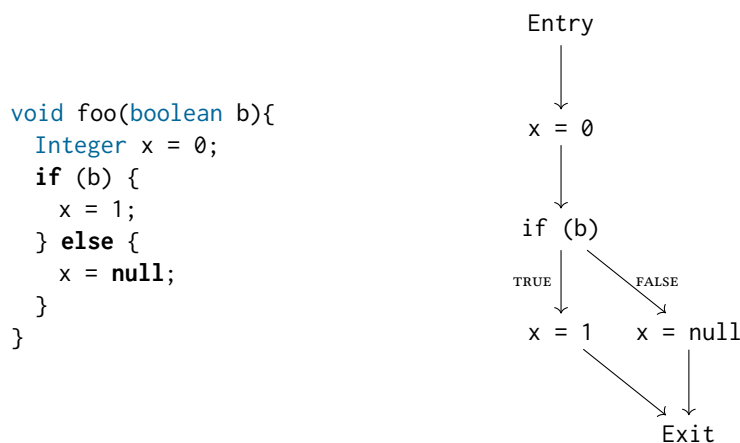 void foo(boolean b){
  Integer x = 0;
  if (b) {
    x = 1;
  } else {
    x = null;
  }
}
Entry
x = 0
if (b)
TRUE FALSE
x = 1 x = null
Exit